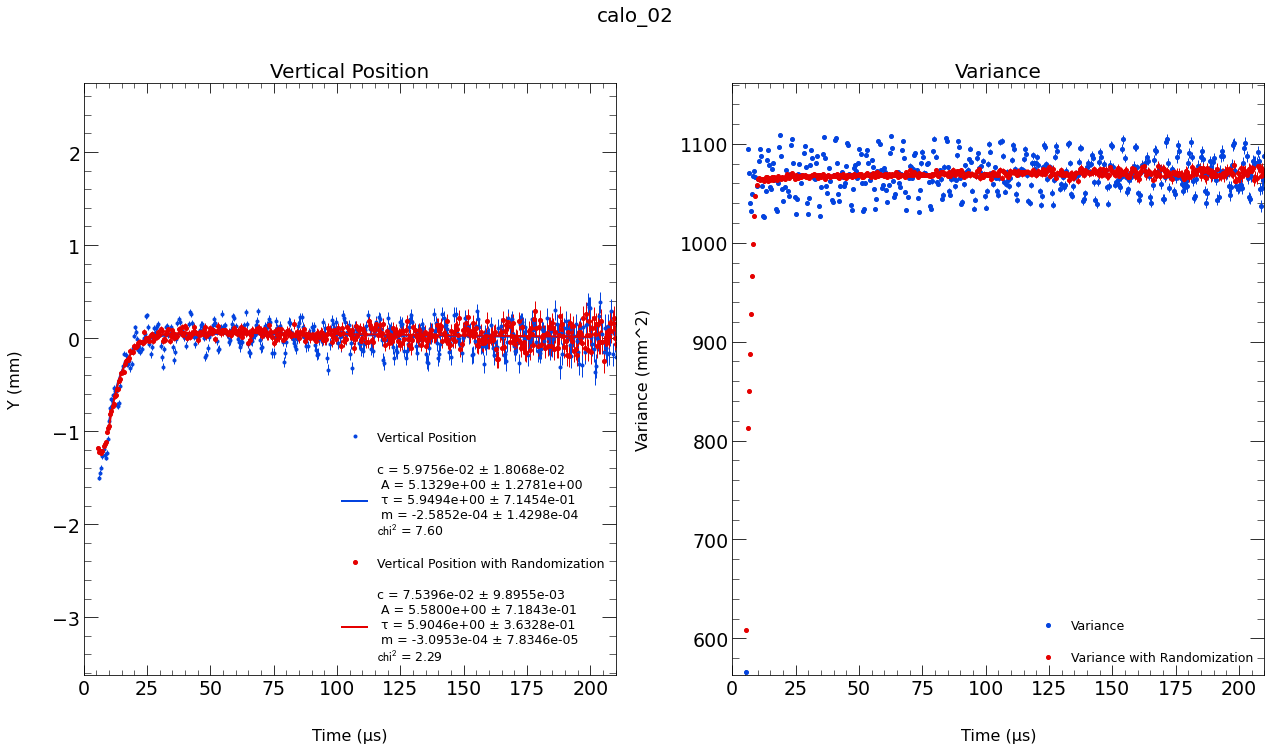 calo_02
Vertical Position
Y (mm)
2
1
0
−1
−2
−3
0 25 50 75 100 125 150 175 200
Time (μs)
Vertical Position
c = 5.9756e-02 ± 1.8068e-02
A = 5.1329e+00 ± 1.2781e+00
τ = 5.9494e+00 ± 7.1454e-01
m = -2.5852e-04 ± 1.4298e-04
chi² = 7.60
Vertical Position with Randomization
c = 7.5396e-02 ± 9.8955e-03
A = 5.5800e+00 ± 7.1843e-01
τ = 5.9046e+00 ± 3.6328e-01
m = -3.0953e-04 ± 7.8346e-05
chi² = 2.29
Variance
Variance (mm^2)
1100
1000
900
800
700
600
0 25 50 75 100 125 150 175 200
Time (μs)
Variance
Variance with Randomization